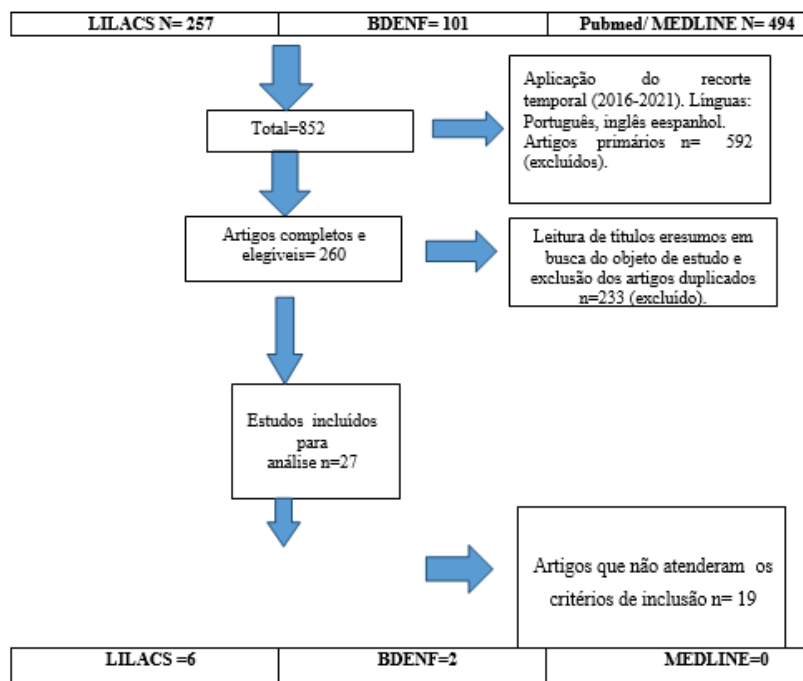 LILACS N= 257
BDENF= 101
Pubmed/ MEDLINE N= 494
Aplicação do recorte
temporal (2016-2021). Línguas:
Português, inglês eespanhol.
Artigos primários n= 592
(excluídos).
Total=852
Artigos completos e
elegíveis= 260
Leitura de títulos eresumos em
busca do objeto de estudo e
exclusão dos artigos duplicados
n=233 (excluído).
Estudos incluídos
para
análise n=27
Artigos que não atenderam os
critérios de inclusão n= 19
LILACS =6
BDENF=2
MEDLINE=0